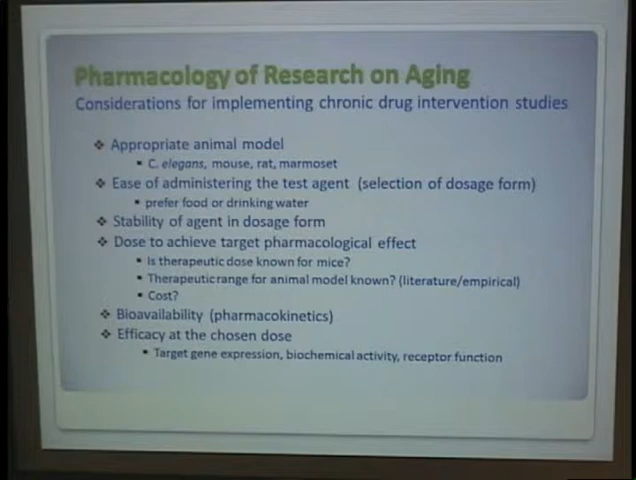 Pharmacology of Research on Aging
Considerations for implementing chronic drug intervention studies
❖ Appropriate animal model
▪ C. elegans, mouse, rat, marmoset
❖ Ease of administering the test agent (selection of dosage form)
▪ prefer food or drinking water
❖ Stability of agent in dosage form
❖ Dose to achieve target pharmacological effect
▪ Is therapeutic dose known for mice?
▪ Therapeutic range for animal model known? (literature/empirical)
▪ Cost?
❖ Bioavailability (pharmacokinetics)
❖ Efficacy at the chosen dose
▪ Target gene expression, biochemical activity, receptor function